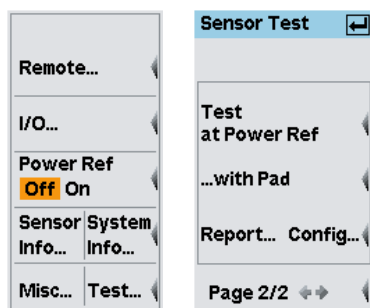 Remote...
I/O...
Power Ref
Off On
Sensor System
Info... Info...
Misc... Test...
Sensor Test
Test
at Power Ref
...with Pad
Report... Config...
Page 2/2